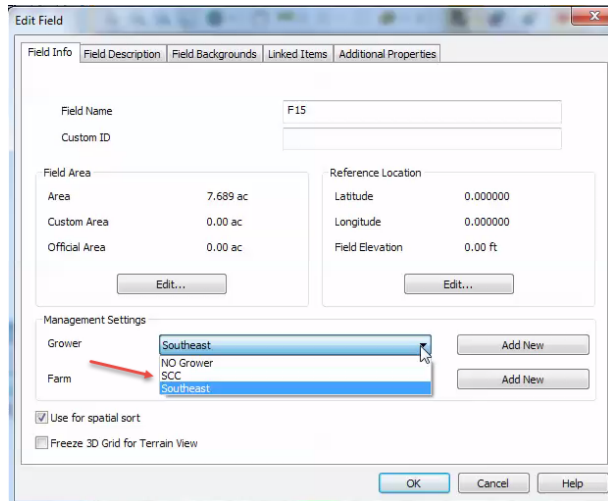 Edit Field
Field Info Field Description Field Backgrounds Linked Items Additional Properties
Field Name F15
Custom ID
Field Area Reference Location
Area 7.689 ac Latitude 0.000000
Custom Area 0.00 ac Longitude 0.000000
Official Area 0.00 ac Field Elevation 0.00 ft
Edit... Edit...
Management Settings
Grower Southeast Add New
NO Grower
SCC
Farm Southeast Add New
Use for spatial sort
Freeze 3D Grid for Terrain View
OK Cancel Help